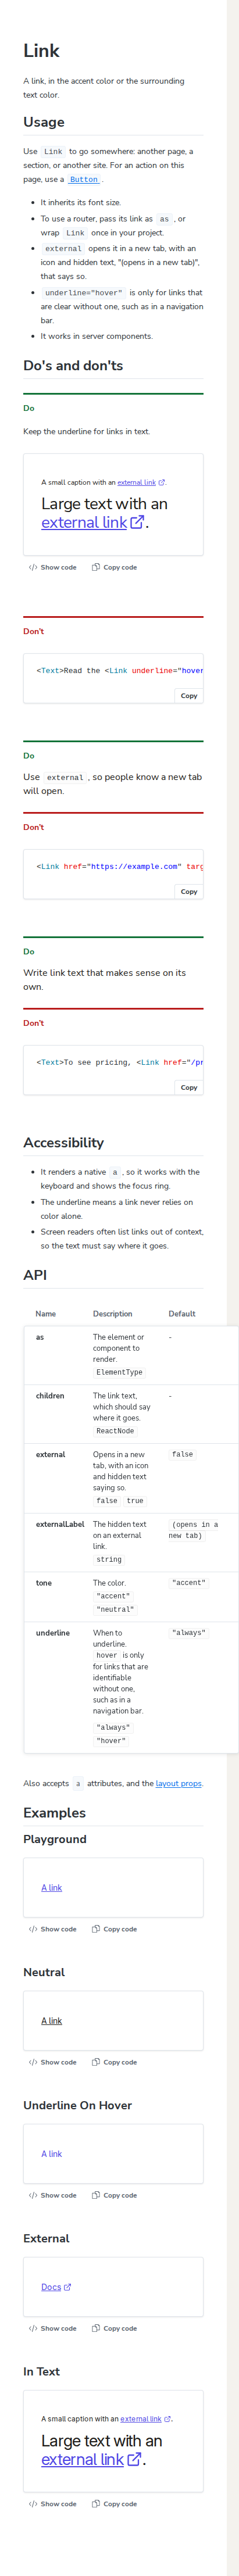 Link
A link, in the accent color or the surrounding
text color.
Usage
Use Link to go somewhere: another page, a
section, or another site. For an action on this
page, use a Button.
It inherits its font size.
To use a router, pass its link as as, or
wrap Link once in your project.
external opens it in a new tab, with an
icon and hidden text, "(opens in a new tab)",
that says so.
underline="hover" is only for links that
are clear without one, such as in a navigation
bar.
It works in server components.
Do's and don'ts
Do
Keep the underline for links in text.
A small caption with an external link.
Large text with an
external link.
Show code Copy code
Don't
<Text>Read the <Link underline="hover
Copy
Do
Use external, so people know a new tab
will open.
Don't
<Link href="https://example.com" targ
Copy
Do
Write link text that makes sense on its
own.
Don't
<Text>To see pricing, <Link href="/pr
Copy
Accessibility
It renders a native a, so it works with the
keyboard and shows the focus ring.
The underline means a link never relies on
color alone.
Screen readers often list links out of context,
so the text must say where it goes.
API
Name Description Default
as The element or -
component to
render.
ElementType
children The link text, -
which should say
where it goes.
ReactNode
external Opens in a new false
tab, with an icon
and hidden text
saying so.
false true
externalLabel The hidden text (opens in a
on an external new tab)
link.
string
tone The color. "accent"
"accent"
"neutral"
underline When to "always"
underline.
hover is only
for links that are
identifiable
without one,
such as in a
navigation bar.
"always"
"hover"
Also accepts a attributes, and the layout props.
Examples
Playground
A link
Show code Copy code
Neutral
A link
Show code Copy code
Underline On Hover
A link
Show code Copy code
External
Docs
Show code Copy code
In Text
A small caption with an external link.
Large text with an
external link.
Show code Copy code